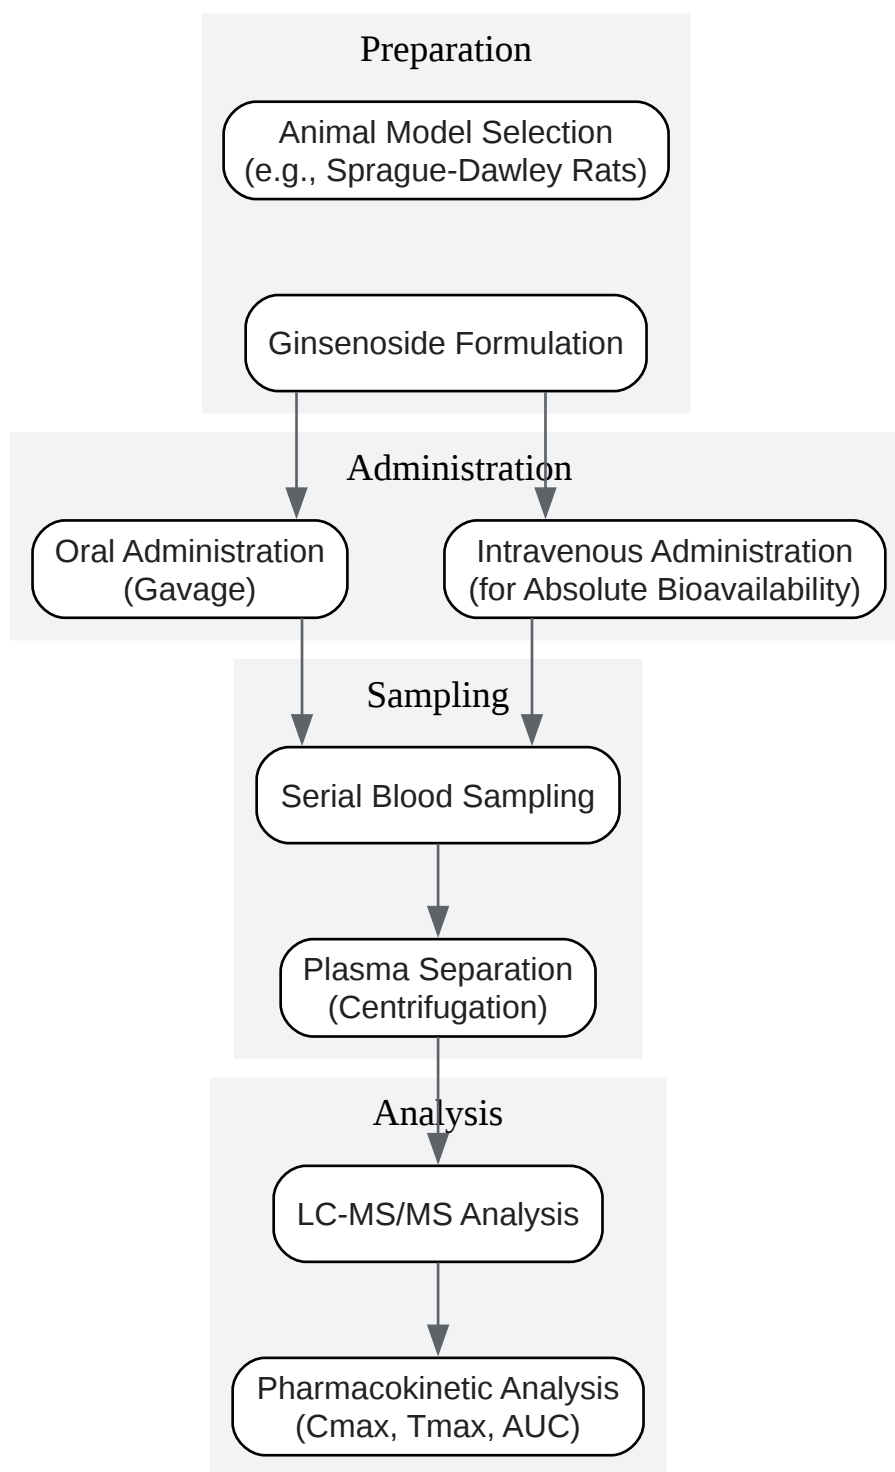 Preparation
Animal Model Selection
(e.g., Sprague-Dawley Rats)
Ginsenoside Formulation
Administration
Oral Administration
(Gavage)
Intravenous Administration
(for Absolute Bioavailability)
Sampling
Serial Blood Sampling
Plasma Separation
(Centrifugation)
Analysis
LC-MS/MS Analysis
Pharmacokinetic Analysis
(Cmax, Tmax, AUC)